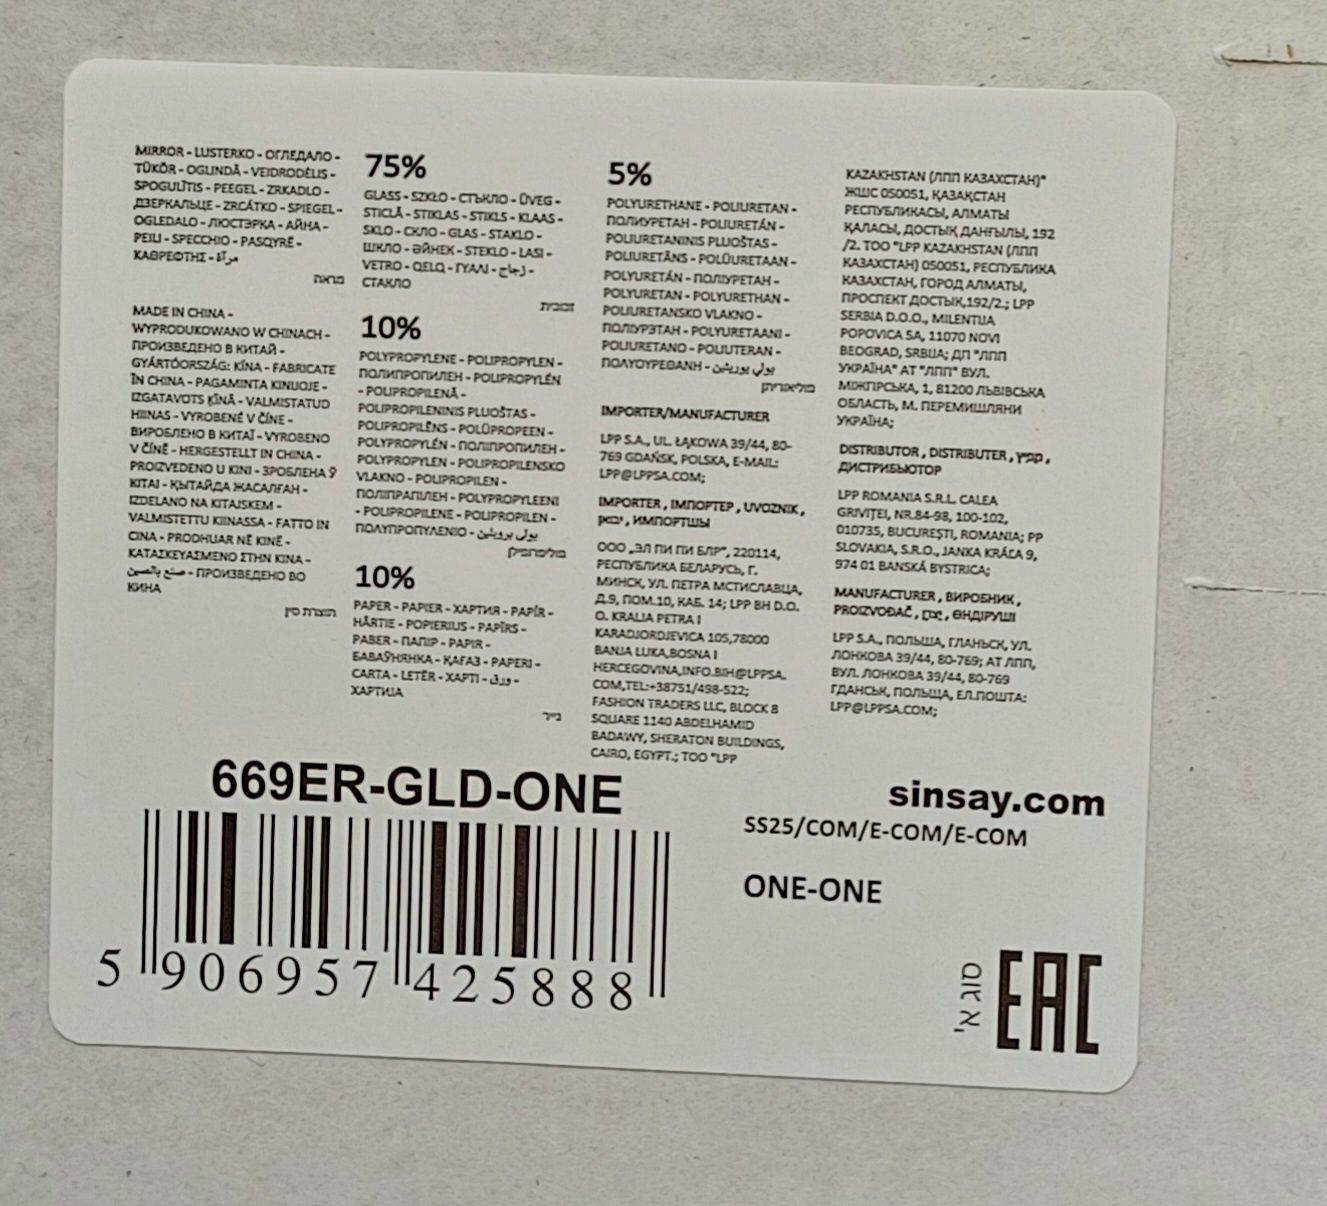 MIRROR - LUSTERKO - ОГЛЕДАЛО -
TÜKÖR - OGLINDĂ - VEIDRODĖLIS -
SPOGULĪTIS - PEEGEL - ZRKADLO -
ДЗЕРКАЛЬЦЕ - ZRCÁTKO - SPIEGEL -
OGLEDALO - ЛЮСТЭРКА - АЙНА -
PEILI - SPECCHIO - PASQYRË -
ΚΑΘΡΕΦΤΗΣ - مرآة
מראה
MADE IN CHINA -
WYPRODUKOWANO W CHINACH -
ПРОИЗВЕДЕНО В КИТАЙ -
GYÁRTÓORSZÁG: KÍNA - FABRICATE
ÎN CHINA - PAGAMINTA KINIJOJE -
IZGATAVOTS ĶĪNĀ - VALMISTATUD
HIINAS - VYROBENÉ V ČÍNE -
ВИРОБЛЕНО В КИТАЇ - VYROBENO
V ČÍNĚ - HERGESTELLT IN CHINA -
PROIZVEDENO U KINI - ЗРОБЛЕНА Ў
КІТАІ - ҚЫТАЙДА ЖАСАЛҒАН -
IZDELANO NA KITAJSKEM -
VALMISTETTU KIINASSA - FATTO IN
CINA - PRODHUAR NË KINË -
ΚΑΤΑΣΚΕΥΑΣΜΕΝΟ ΣΤΗΝ ΚΙΝΑ -
صنع بالصين - ПРОИЗВЕДЕНО ВО
КИНА
תוצרת סין
75%
GLASS - SZKŁO - СТЪКЛО - ÜVEG -
STICLĂ - STIKLAS - STIKLS - KLAAS -
SKLO - СКЛО - GLAS - STAKLO -
ШКЛО - ӘЙНЕК - STEKLO - LASI -
VETRO - QELQ - ΓΥΑΛΙ - زجاج -
СТАКЛО
זכוכית
10%
POLYPROPYLENE - POLIPROPYLEN -
ПОЛИПРОПИЛЕН - POLIPROPYLÉN
- POLIPROPILENĂ -
POLIPROPILENINIS PLUOŠTAS -
POLIPROPILĒNS - POLÜPROPEEN -
POLYPROPYLÉN - ПОЛІПРОПИЛЕН -
POLYPROPYLEN - POLIPROPILENSKO
VLAKNO - POLIPROPILEN -
ПОЛІПРАПІЛЕН - POLYPROPYLEENI
- POLIPROPILENE - POLIPROPILEN -
ΠΟΛΥΠΡΟΠΥΛΕΝΙΟ - بولي بروبلين
פוליפרופילן
10%
PAPER - PAPIER - ХАРТИЯ - PAPÍR -
HÂRTIE - POPIERIUS - PAPĪRS -
PABER - ПАПІР - PAPIR -
БАВАЎНЯНКА - ҚАҒАЗ - PAPERI -
CARTA - LETËR - ΧΑΡΤΙ - ورق -
ХАРТИЈА
נייר
5%
POLYURETHANE - POLIURETAN -
ПОЛИУРЕТАН - POLIURETÁN -
POLIURETANINIS PLUOŠTAS -
POLIURETĀNS - POLÜURETAAN -
POLYURETÁN - ПОЛІУРЕТАН -
POLYURETAN - POLYURETHAN -
POLIURETANSKO VLAKNO -
ПОЛІУРЭТАН - POLYURETAANI -
POLIURETANO - POLIUTERAN -
ΠΟΛΥΟΥΡΕΘΑΝΗ - بولي يوريثين
פוליאוריתן
IMPORTER/MANUFACTURER
LPP S.A., UL. ŁĄKOWA 39/44, 80-
769 GDAŃSK, POLSKA, E-MAIL:
LPP@LPPSA.COM;
IMPORTER , ІМПОРТЕР , UVOZNIK ,
יבואן , ИМПОРТШЫ
ООО „ЭЛ ПИ ПИ БЛР", 220114,
РЕСПУБЛИКА БЕЛАРУСЬ, Г.
МИНСК, УЛ. ПЕТРА МСТИСЛАВЦА,
Д.9, ПОМ.10, КАБ. 14; LPP BH D.O.
O. KRALJA PETRA I
KARADJORDJEVICA 105,78000
BANJA LUKA,BOSNA I
HERCEGOVINA,INFO.BIH@LPPSA.
COM,TEL:+38751/498-522;
FASHION TRADERS LLC, BLOCK 8
SQUARE 1140 ABDELHAMID
BADAWY, SHERATON BUILDINGS,
CAIRO, EGYPT.; ТОО "LPP
KAZAKHSTAN (ЛПП КАЗАХСТАН)"
ЖШС 050051, ҚАЗАҚСТАН
РЕСПУБЛИКАСЫ, АЛМАТЫ
ҚАЛАСЫ, ДОСТЫҚ ДАНҒЫЛЫ, 192
/2. ТОО "LPP KAZAKHSTAN (ЛПП
КАЗАХСТАН) 050051, РЕСПУБЛИКА
КАЗАХСТАН, ГОРОД АЛМАТЫ,
ПРОСПЕКТ ДОСТЫК,192/2.; LPP
SERBIA D.O.O., MILENTIJA
POPOVICA 5A, 11070 NOVI
BEOGRAD, SRBIJA; ДП "ЛПП
УКРАЇНА" АТ "ЛПП" ВУЛ.
МІЖГІРСЬКА, 1, 81200 ЛЬВІВСЬКА
ОБЛАСТЬ, М. ПЕРЕМИШЛЯНИ
УКРАЇНА;
DISTRIBUTOR , DISTRIBUTER , מפיץ ,
ДИСТРИБЬЮТОР
LPP ROMANIA S.R.L. CALEA
GRIVIȚEI, NR.84-98, 100-102,
010735, BUCUREȘTI, ROMANIA; PP
SLOVAKIA, S.R.O., JANKA KRÁĽA 9,
974 01 BANSKÁ BYSTRICA;
MANUFACTURER , ВИРОБНИК ,
PROIZVOĐAČ , יצרן , ӨНДІРУШІ
LPP S.A., ПОЛЬША, ГДАНЬСК, УЛ.
ЛОНКОВА 39/44, 80-769; АТ ЛПП,
ВУЛ. ЛОНКОВА 39/44, 80-769
ГДАНСЬК, ПОЛЬЩА, ЕЛ.ПОШТА:
LPP@LPPSA.COM;
669ER-GLD-ONE
5 906957 425888
sinsay.com
SS25/COM/E-COM/E-COM
ONE-ONE
סוג א'
EAC